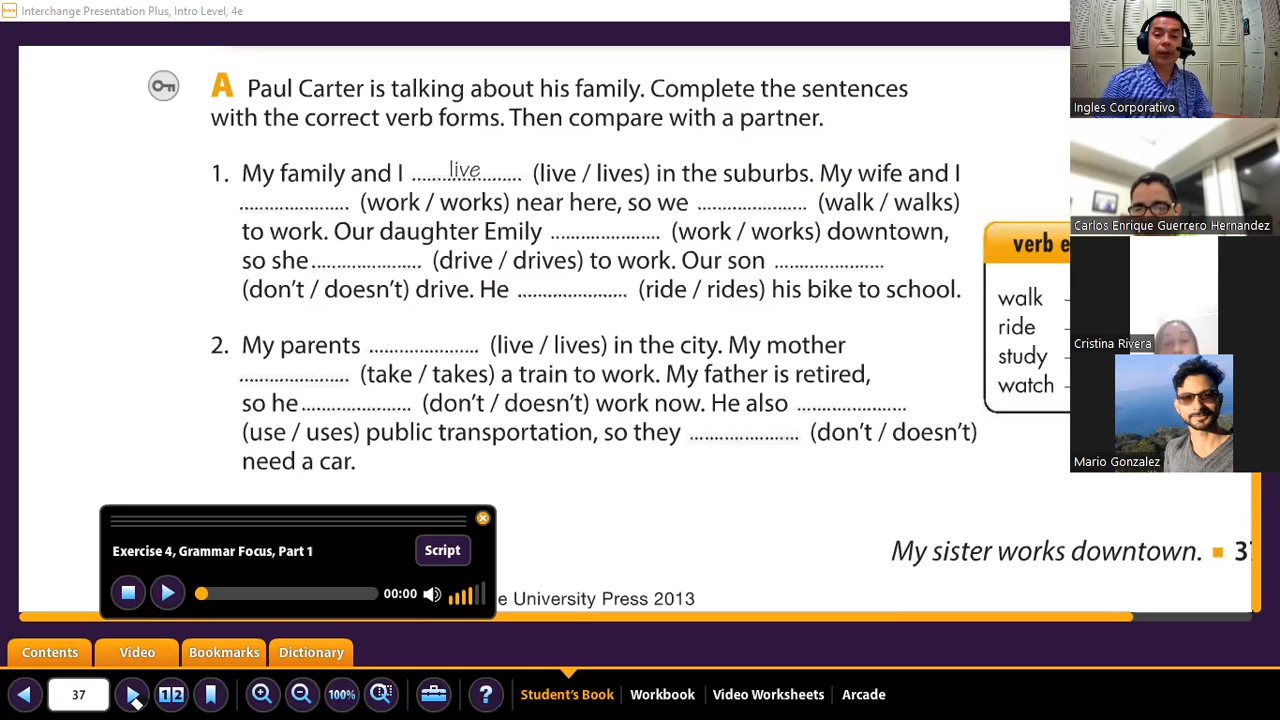 Interchange Presentation Plus, Intro Level, 4e
A Paul Carter is talking about his family. Complete the sentences
with the correct verb forms. Then compare with a partner.
1. My family and I live (live / lives) in the suburbs. My wife and I
.................... (work / works) near here, so we .................... (walk / walks)
to work. Our daughter Emily .................... (work / works) downtown,
so she .................... (drive / drives) to work. Our son ....................
(don't / doesn't) drive. He .................... (ride / rides) his bike to school.
2. My parents .................... (live / lives) in the city. My mother
.................... (take / takes) a train to work. My father is retired,
so he .................... (don't / doesn't) work now. He also ....................
(use / uses) public transportation, so they .................... (don't / doesn't)
need a car.
verb e
walk
ride
study
watch
Ingles Corporativo
Carlos Enrique Guerrero Hernandez
Cristina Rivera
Mario Gonzalez
Exercise 4, Grammar Focus, Part 1
Script
00:00
My sister works downtown. 37
e University Press 2013
Contents Video Bookmarks Dictionary
37 12 100% ? Student's Book Workbook Video Worksheets Arcade